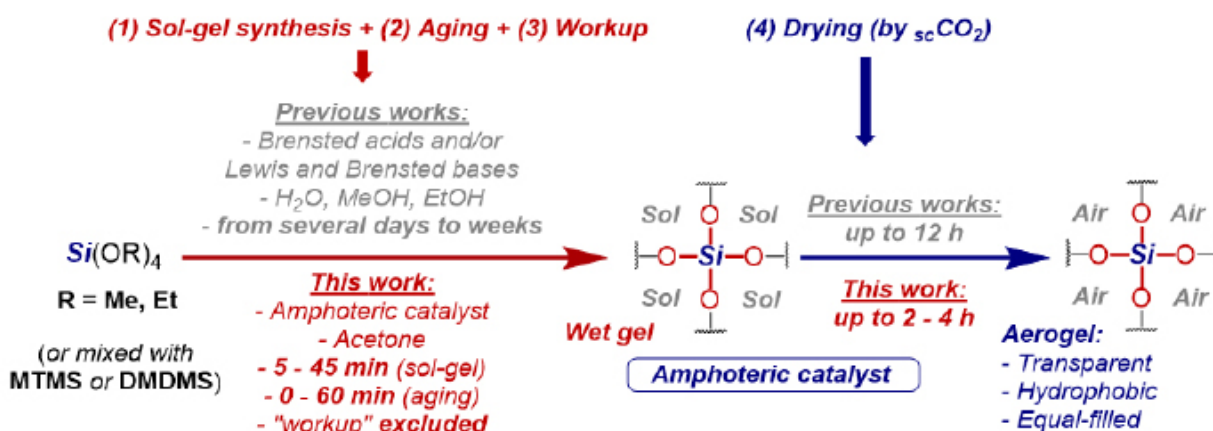 (1) Sol-gel synthesis + (2) Aging + (3) Workup
(4) Drying (by scCO2)
Previous works:
- Brensted acids and/or
Lewis and Brensted bases
- H2O, MeOH, EtOH
- from several days to weeks
Si(OR)4
R = Me, Et
(or mixed with
MTMS or DMDMS)
This work:
- Amphoteric catalyst
- Acetone
- 5 - 45 min (sol-gel)
- 0 - 60 min (aging)
- "workup" excluded
Sol O Sol
O Si O
Sol O Sol
Wet gel
Previous works:
up to 12 h
This work:
up to 2 - 4 h
Amphoteric catalyst
Air O Air
O Si O
Air O Air
Aerogel:
- Transparent
- Hydrophobic
- Equal-filled